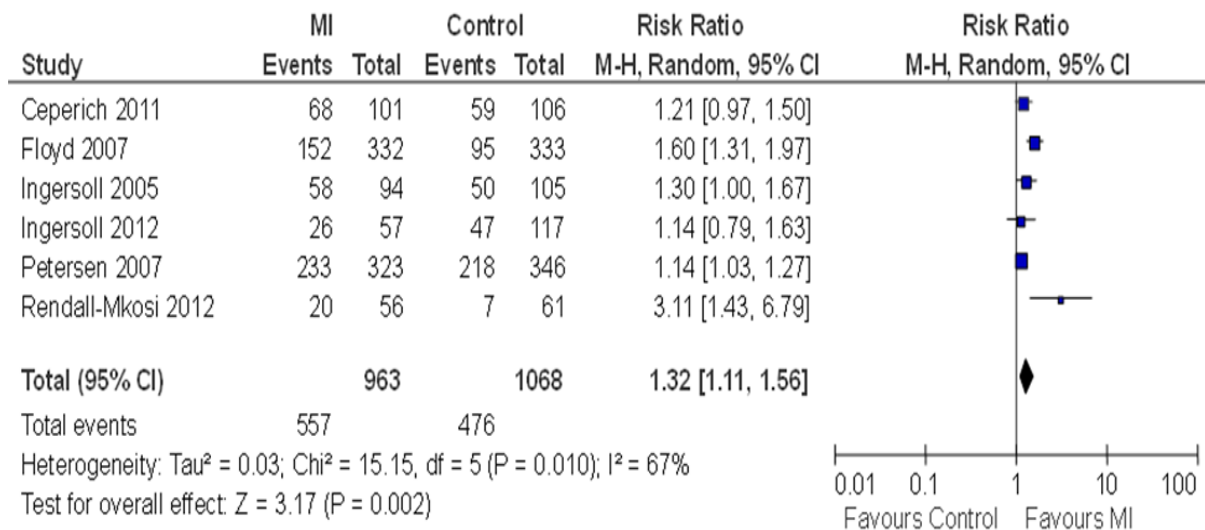 MI Control Risk Ratio Risk Ratio
Study Events Total Events Total M-H, Random, 95% CI M-H, Random, 95% CI
Ceperich 2011 68 101 59 106 1.21 [0.97, 1.50]
Floyd 2007 152 332 95 333 1.60 [1.31, 1.97]
Ingersoll 2005 58 94 50 105 1.30 [1.00, 1.67]
Ingersoll 2012 26 57 47 117 1.14 [0.79, 1.63]
Petersen 2007 233 323 218 346 1.14 [1.03, 1.27]
Rendall-Mkosi 2012 20 56 7 61 3.11 [1.43, 6.79]
Total (95% CI) 963 1068 1.32 [1.11, 1.56]
Total events 557 476
Heterogeneity: Tau² = 0.03; Chi² = 15.15, df = 5 (P = 0.010); I² = 67%
Test for overall effect: Z = 3.17 (P = 0.002)
0.01 0.1 1 10 100
Favours Control Favours MI